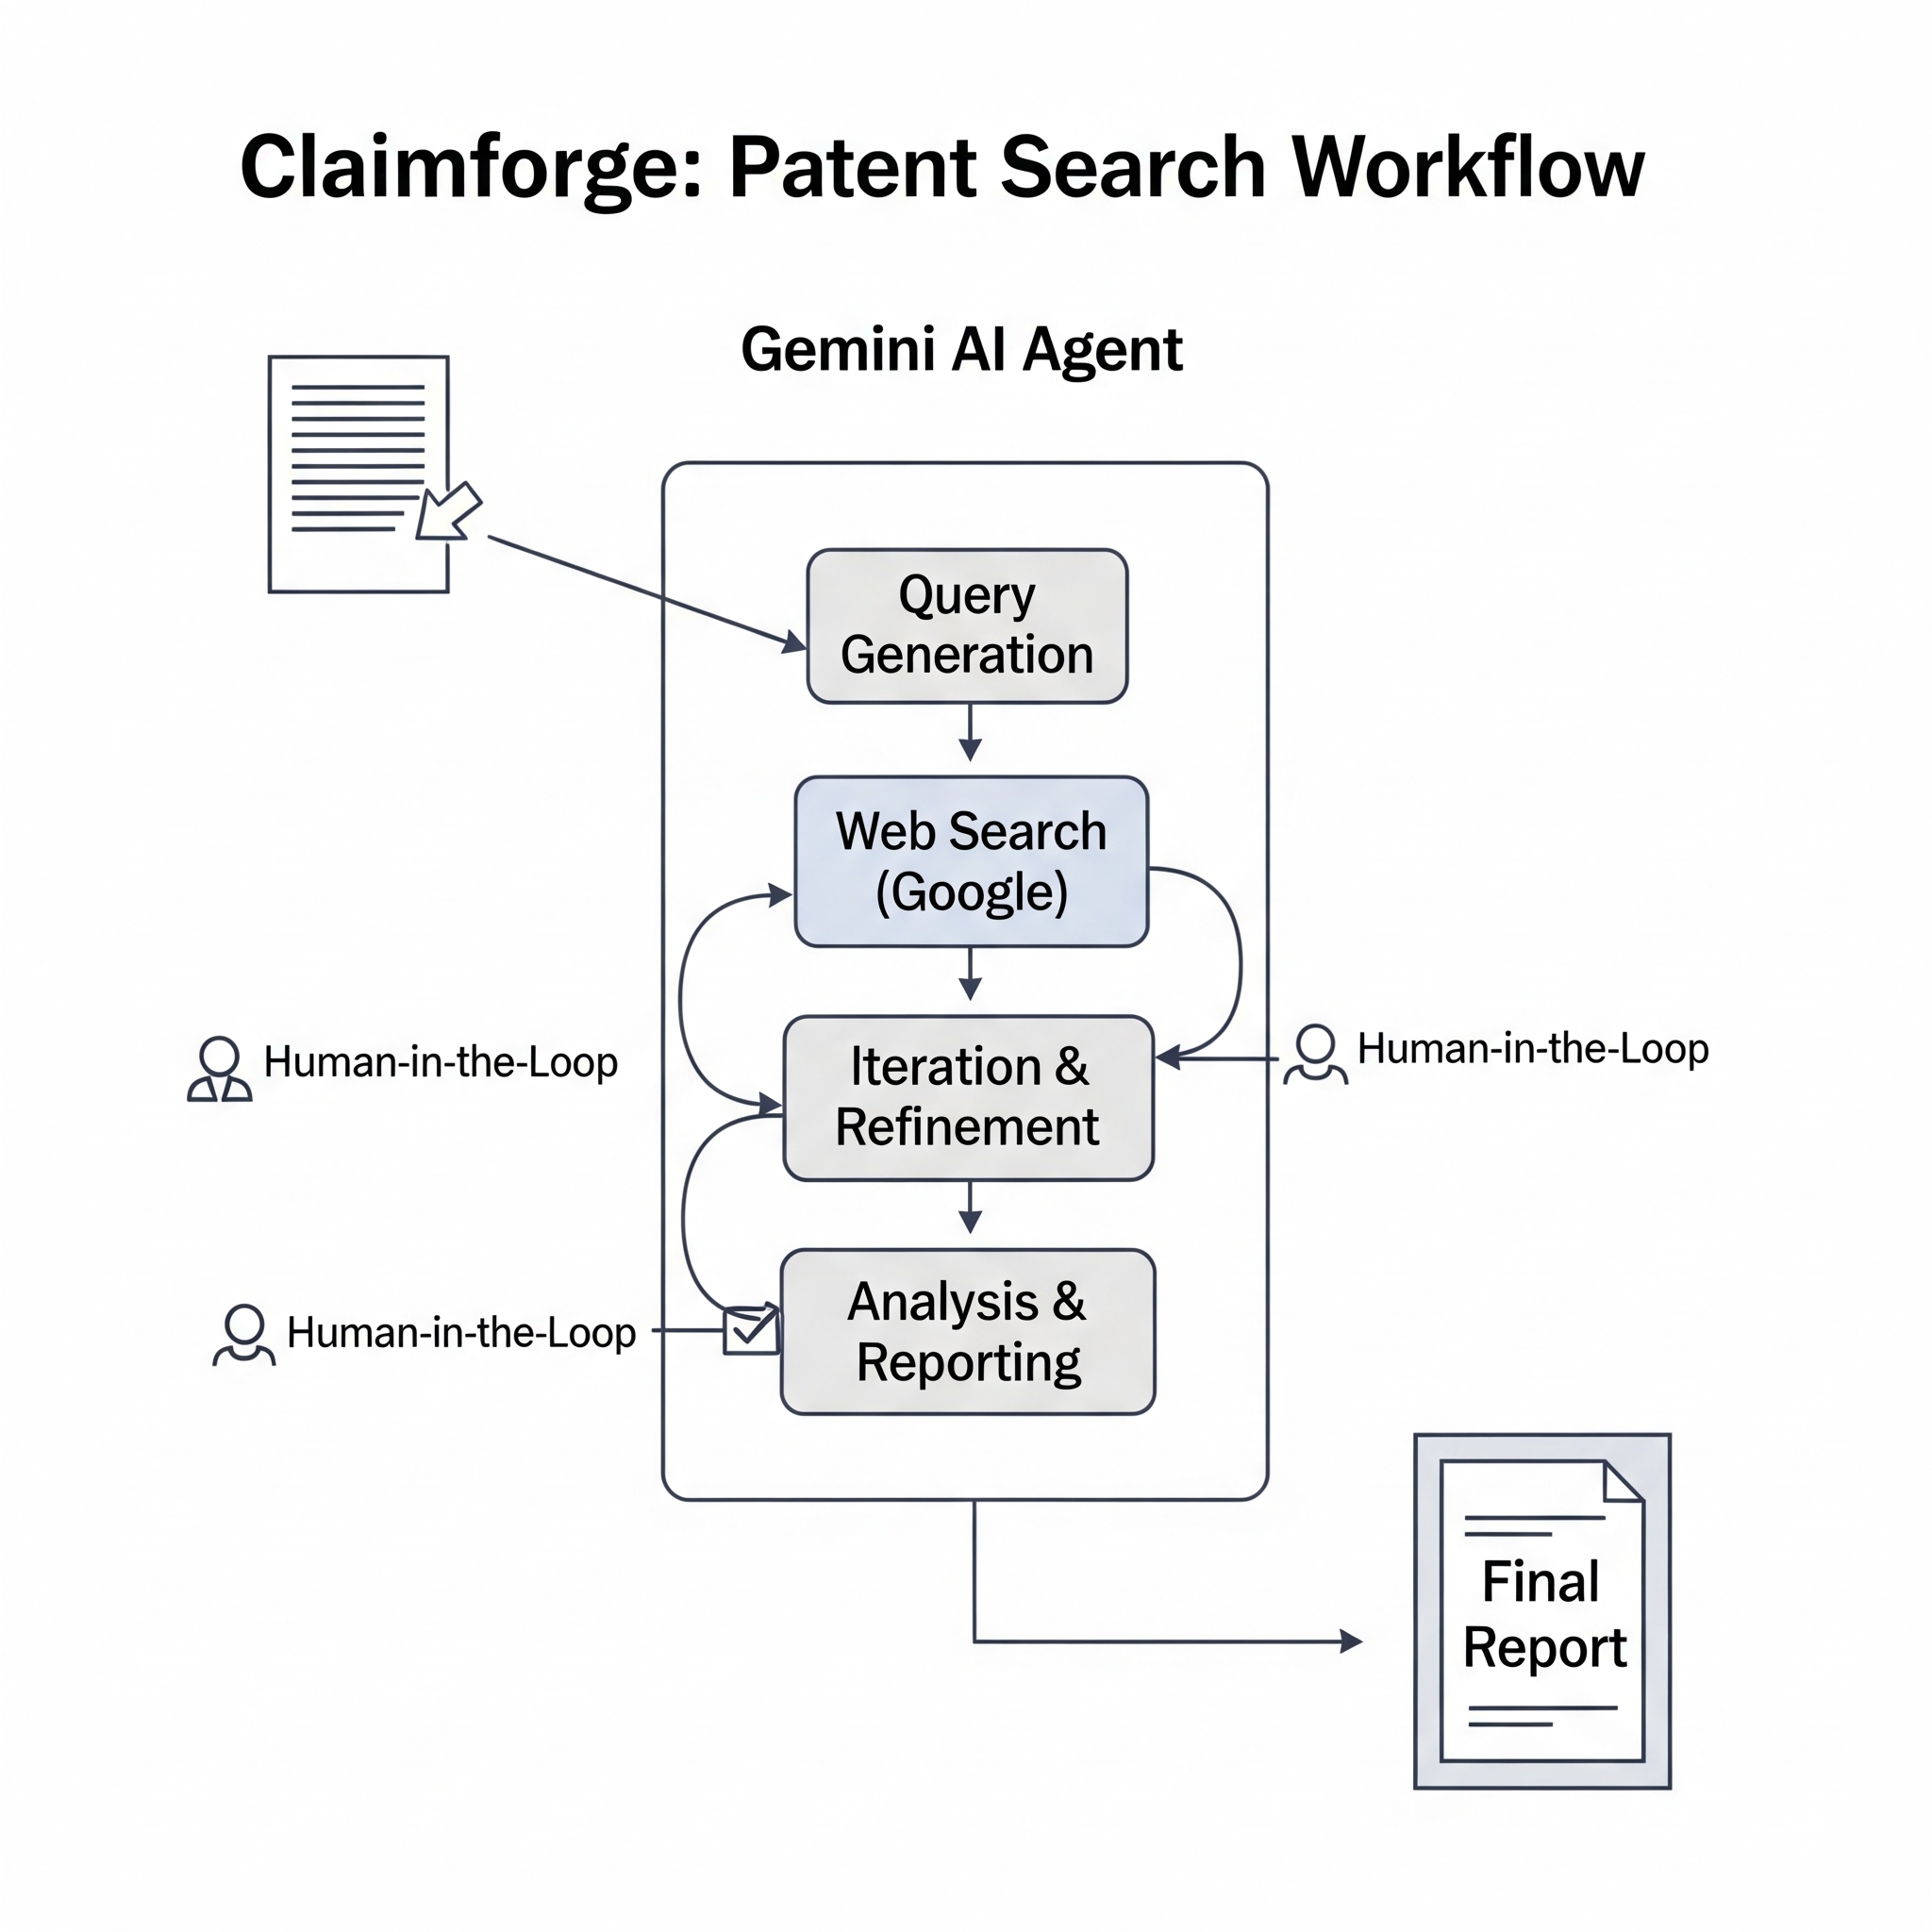 Claimforge: Patent Search Workflow
Gemini AI Agent
Query
Generation
Web Search
(Google)
Human-in-the-Loop
Iteration &
Refinement
Human-in-the-Loop
Human-in-the-Loop
Analysis &
Reporting
Final
Report